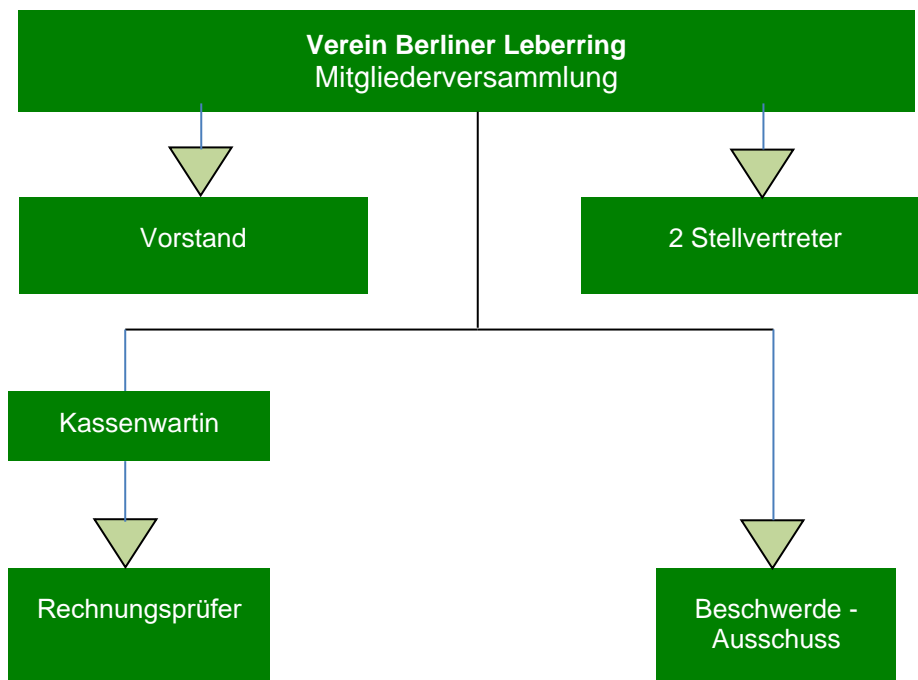 Verein Berliner Leberring
Mitgliederversammlung
Vorstand
2 Stellvertreter
Kassenwartin
Rechnungsprüfer
Beschwerde -
Ausschuss